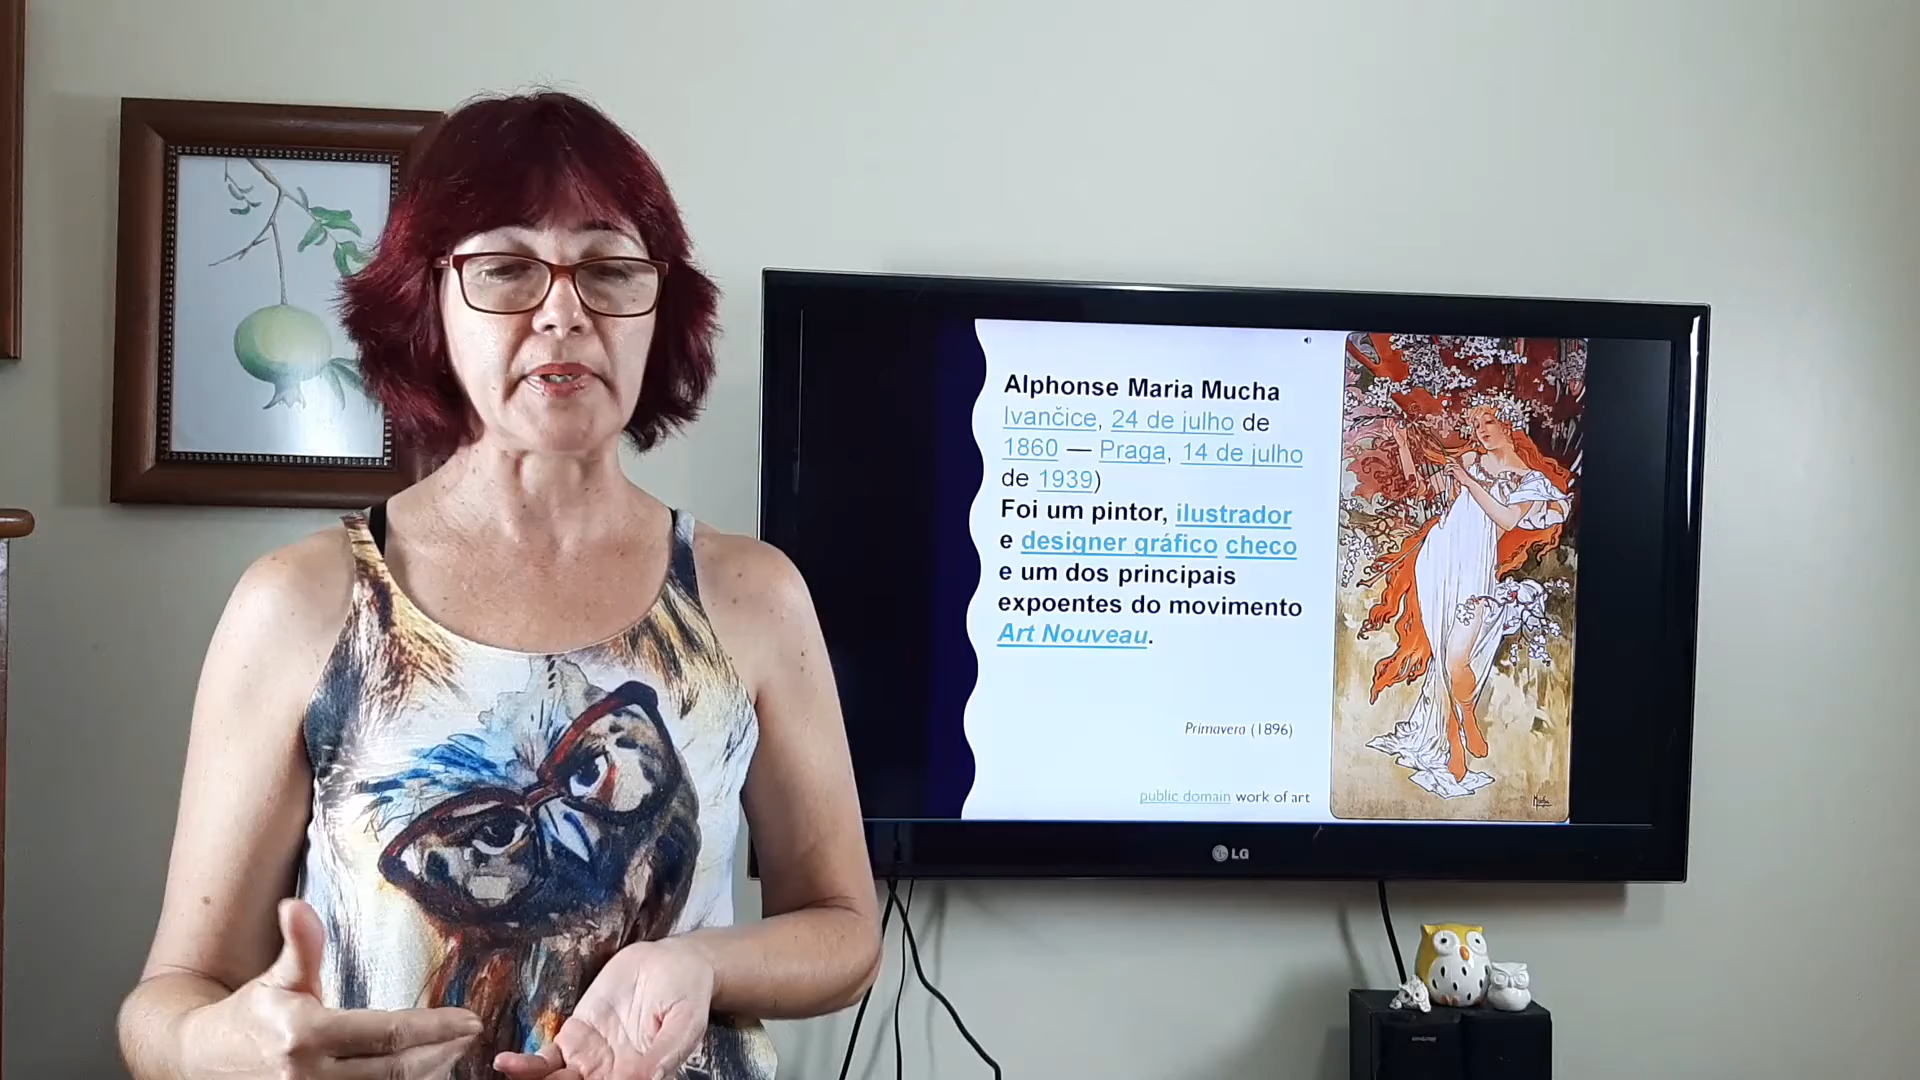 Alphonse Maria Mucha
Ivančice, 24 de julho de
1860 — Praga, 14 de julho
de 1939)
Foi um pintor, ilustrador
e designer gráfico checo
e um dos principais
expoentes do movimento
Art Nouveau.
Primavera (1896)
public domain work of art
Mucha
LG